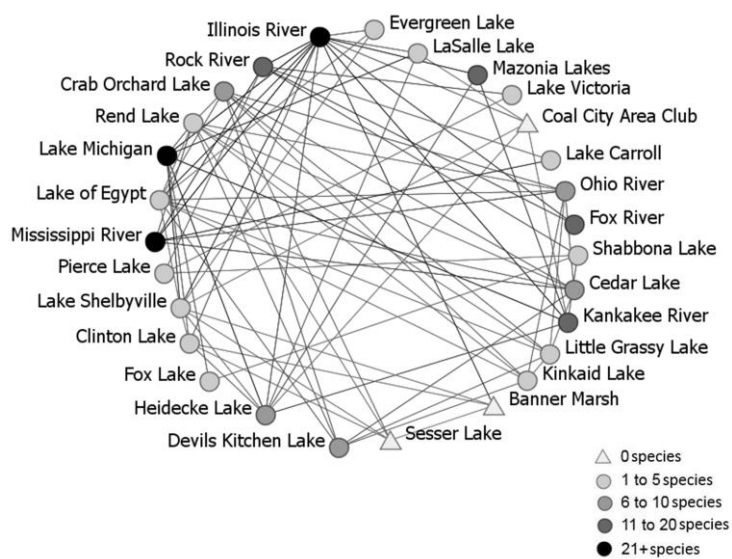 Illinois River
Evergreen Lake
LaSalle Lake
Rock River
Mazonia Lakes
Crab Orchard Lake
Lake Victoria
Rend Lake
Coal City Area Club
Lake Michigan
Lake Carroll
Lake of Egypt
Ohio River
Fox River
Mississippi River
Shabbona Lake
Pierce Lake
Cedar Lake
Lake Shelbyville
Kankakee River
Clinton Lake
Little Grassy Lake
Fox Lake
Kinkaid Lake
Heidecke Lake
Banner Marsh
Devils Kitchen Lake
Sesser Lake
0 species
1 to 5 species
6 to 10 species
11 to 20 species
21+ species